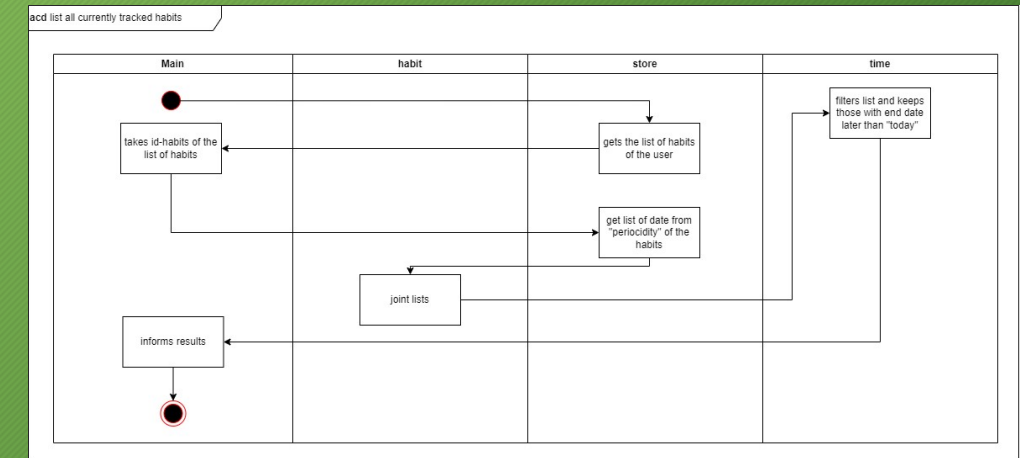 acd list all currently tracked habits
Main
habit
store
time
filters list and keeps
those with end date
later than "today"
takes id-habits of the
list of habits
gets the list of habits
of the user
get list of date from
"periocidity" of the
habits
joint lists
informs results